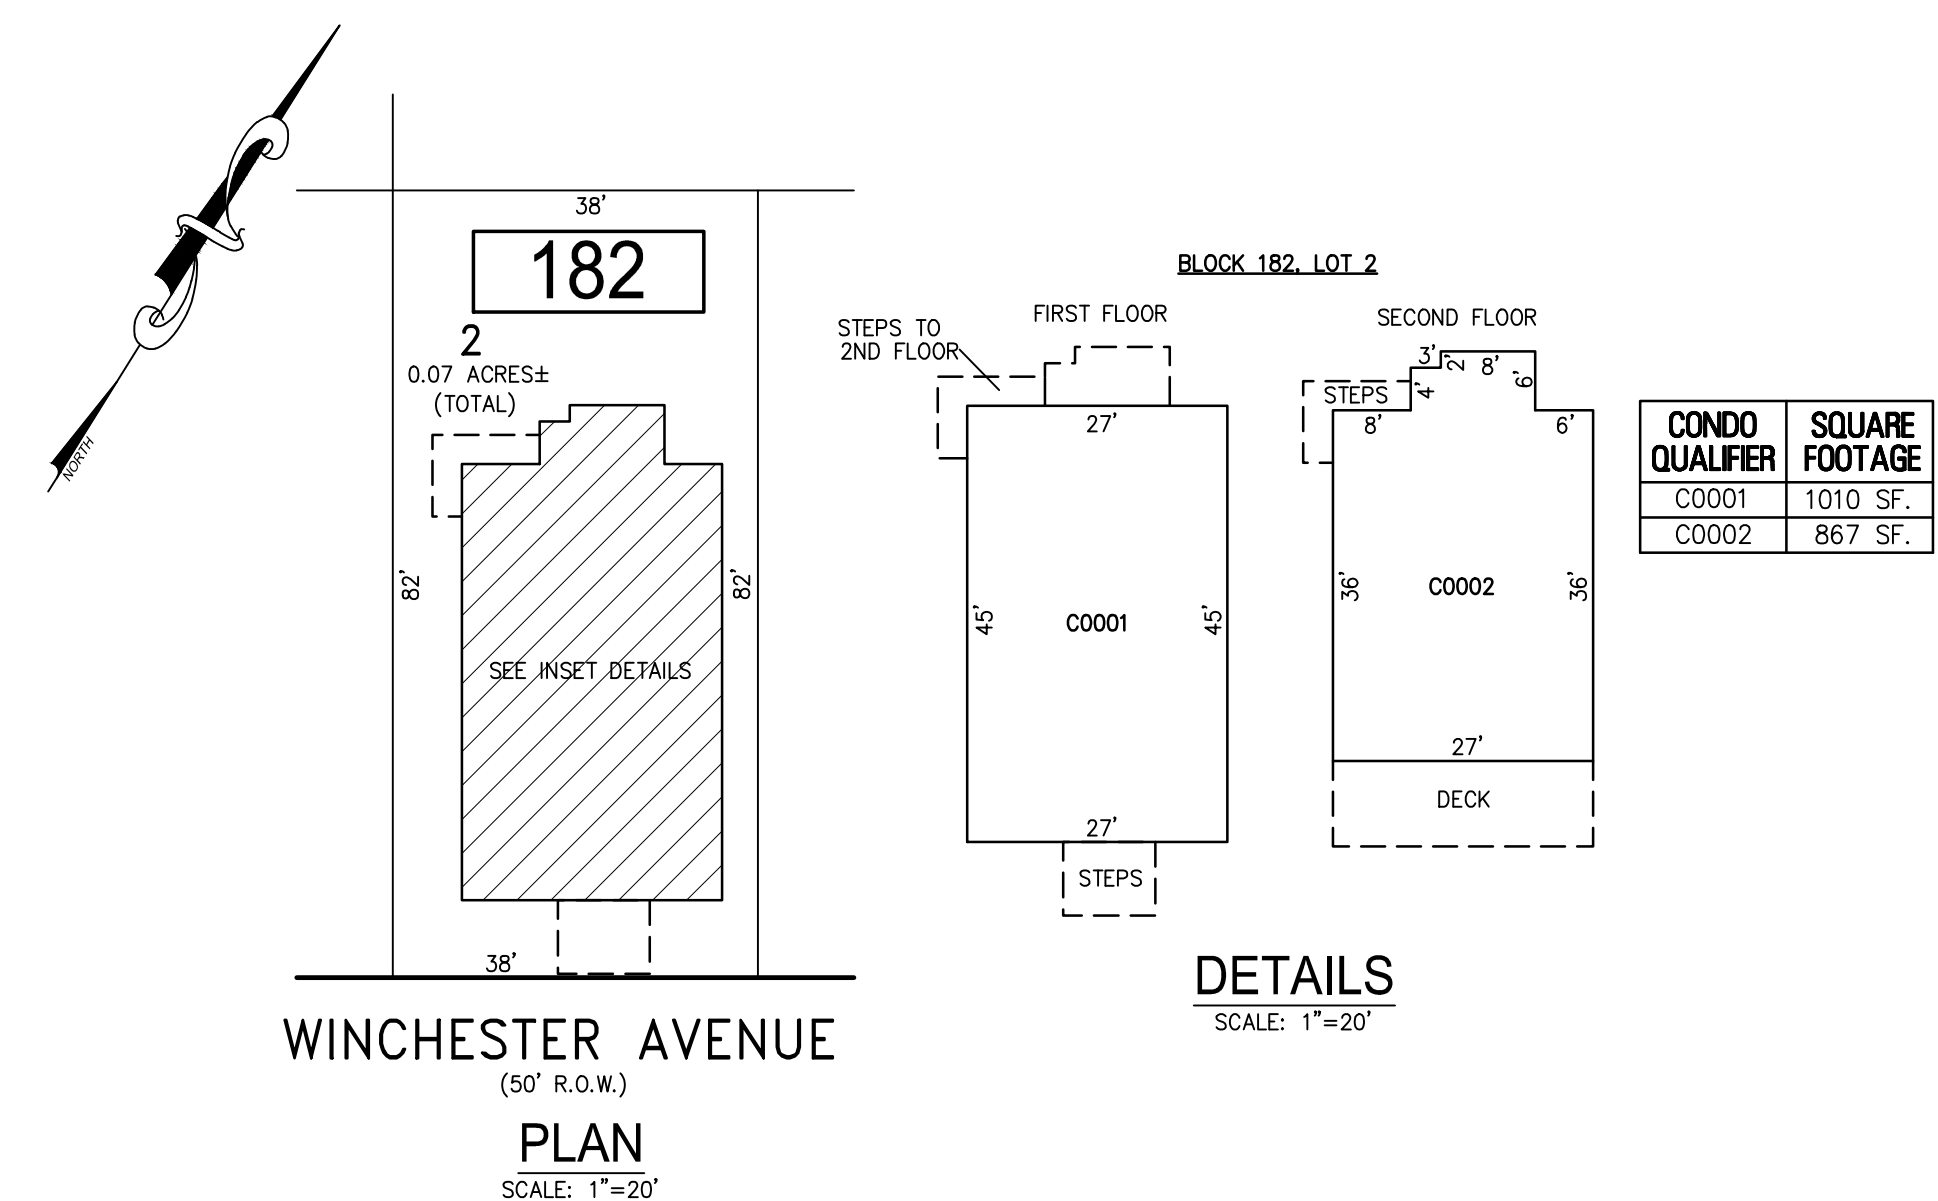 NORTH
38'
182
2
0.07 ACRES±
(TOTAL)
82'
82'
SEE INSET DETAILS
38'
WINCHESTER AVENUE
(50' R.O.W.)
PLAN
SCALE: 1"=20'
BLOCK 182, LOT 2
FIRST FLOOR
STEPS TO
2ND FLOOR
27'
45'
45'
C0001
27'
STEPS
SECOND FLOOR
3'
2'
8'
6'
4'
STEPS
8'
6'
36'
36'
C0002
27'
DECK
DETAILS
SCALE: 1"=20'
CONDO QUALIFIER
SQUARE FOOTAGE
C0001 1010 SF.
C0002 867 SF.